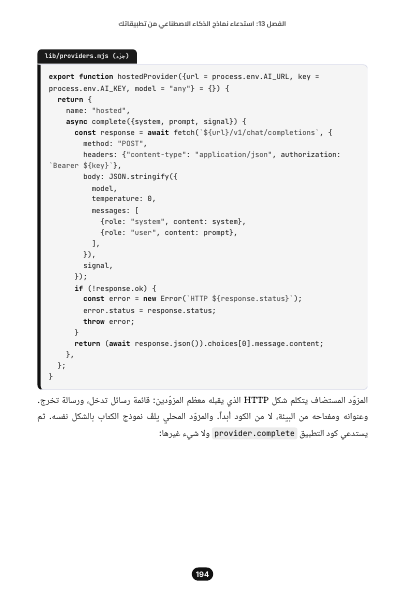 الفصل 13: استدعاء نماذج الذكاء الاصطناعي من تطبيقاتك
lib/providers.mjs (جزء)
export function hostedProvider({url = process.env.AI_URL, key =
process.env.AI_KEY, model = "any"} = {}) {
  return {
    name: "hosted",
    async complete({system, prompt, signal}) {
      const response = await fetch(`${url}/v1/chat/completions`, {
        method: "POST",
        headers: {"content-type": "application/json", authorization:
`Bearer ${key}`},
        body: JSON.stringify({
          model,
          temperature: 0,
          messages: [
            {role: "system", content: system},
            {role: "user", content: prompt},
          ],
        }),
        signal,
      });
      if (!response.ok) {
        const error = new Error(`HTTP ${response.status}`);
        error.status = response.status;
        throw error;
      }
      return (await response.json()).choices[0].message.content;
    },
  };
}
المزوّد المستضاف يتكلم شكل HTTP الذي يقبله معظم المزوّدين: قائمة رسائل تدخل، ورسالة تخرج.
وعنوانه ومفتاحه من البيئة، لا من الكود أبداً. والمزوّد المحلي يلفّ نموذج الكتاب بالشكل نفسه. ثم
يستدعي كود التطبيق provider.complete ولا شيء غيرها:
194